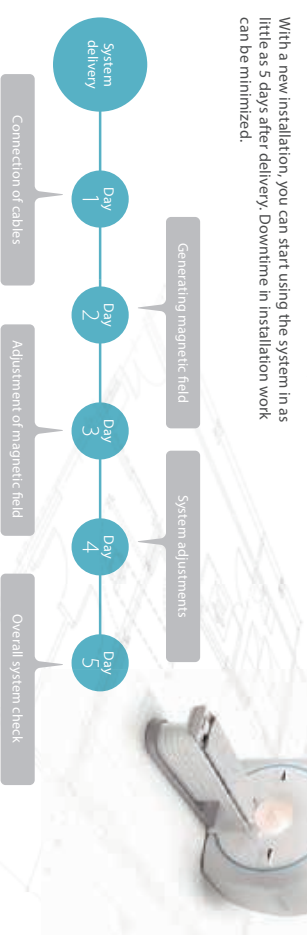 With a new installation, you can start using the system in as
little as 5 days after delivery. Downtime in installation work
can be minimized.
Generating magnetic field
System adjustments
System
delivery
Day
1
Day
2
Day
3
Day
4
Day
5
Connection of cables
Adjustment of magnetic field
Overall system check